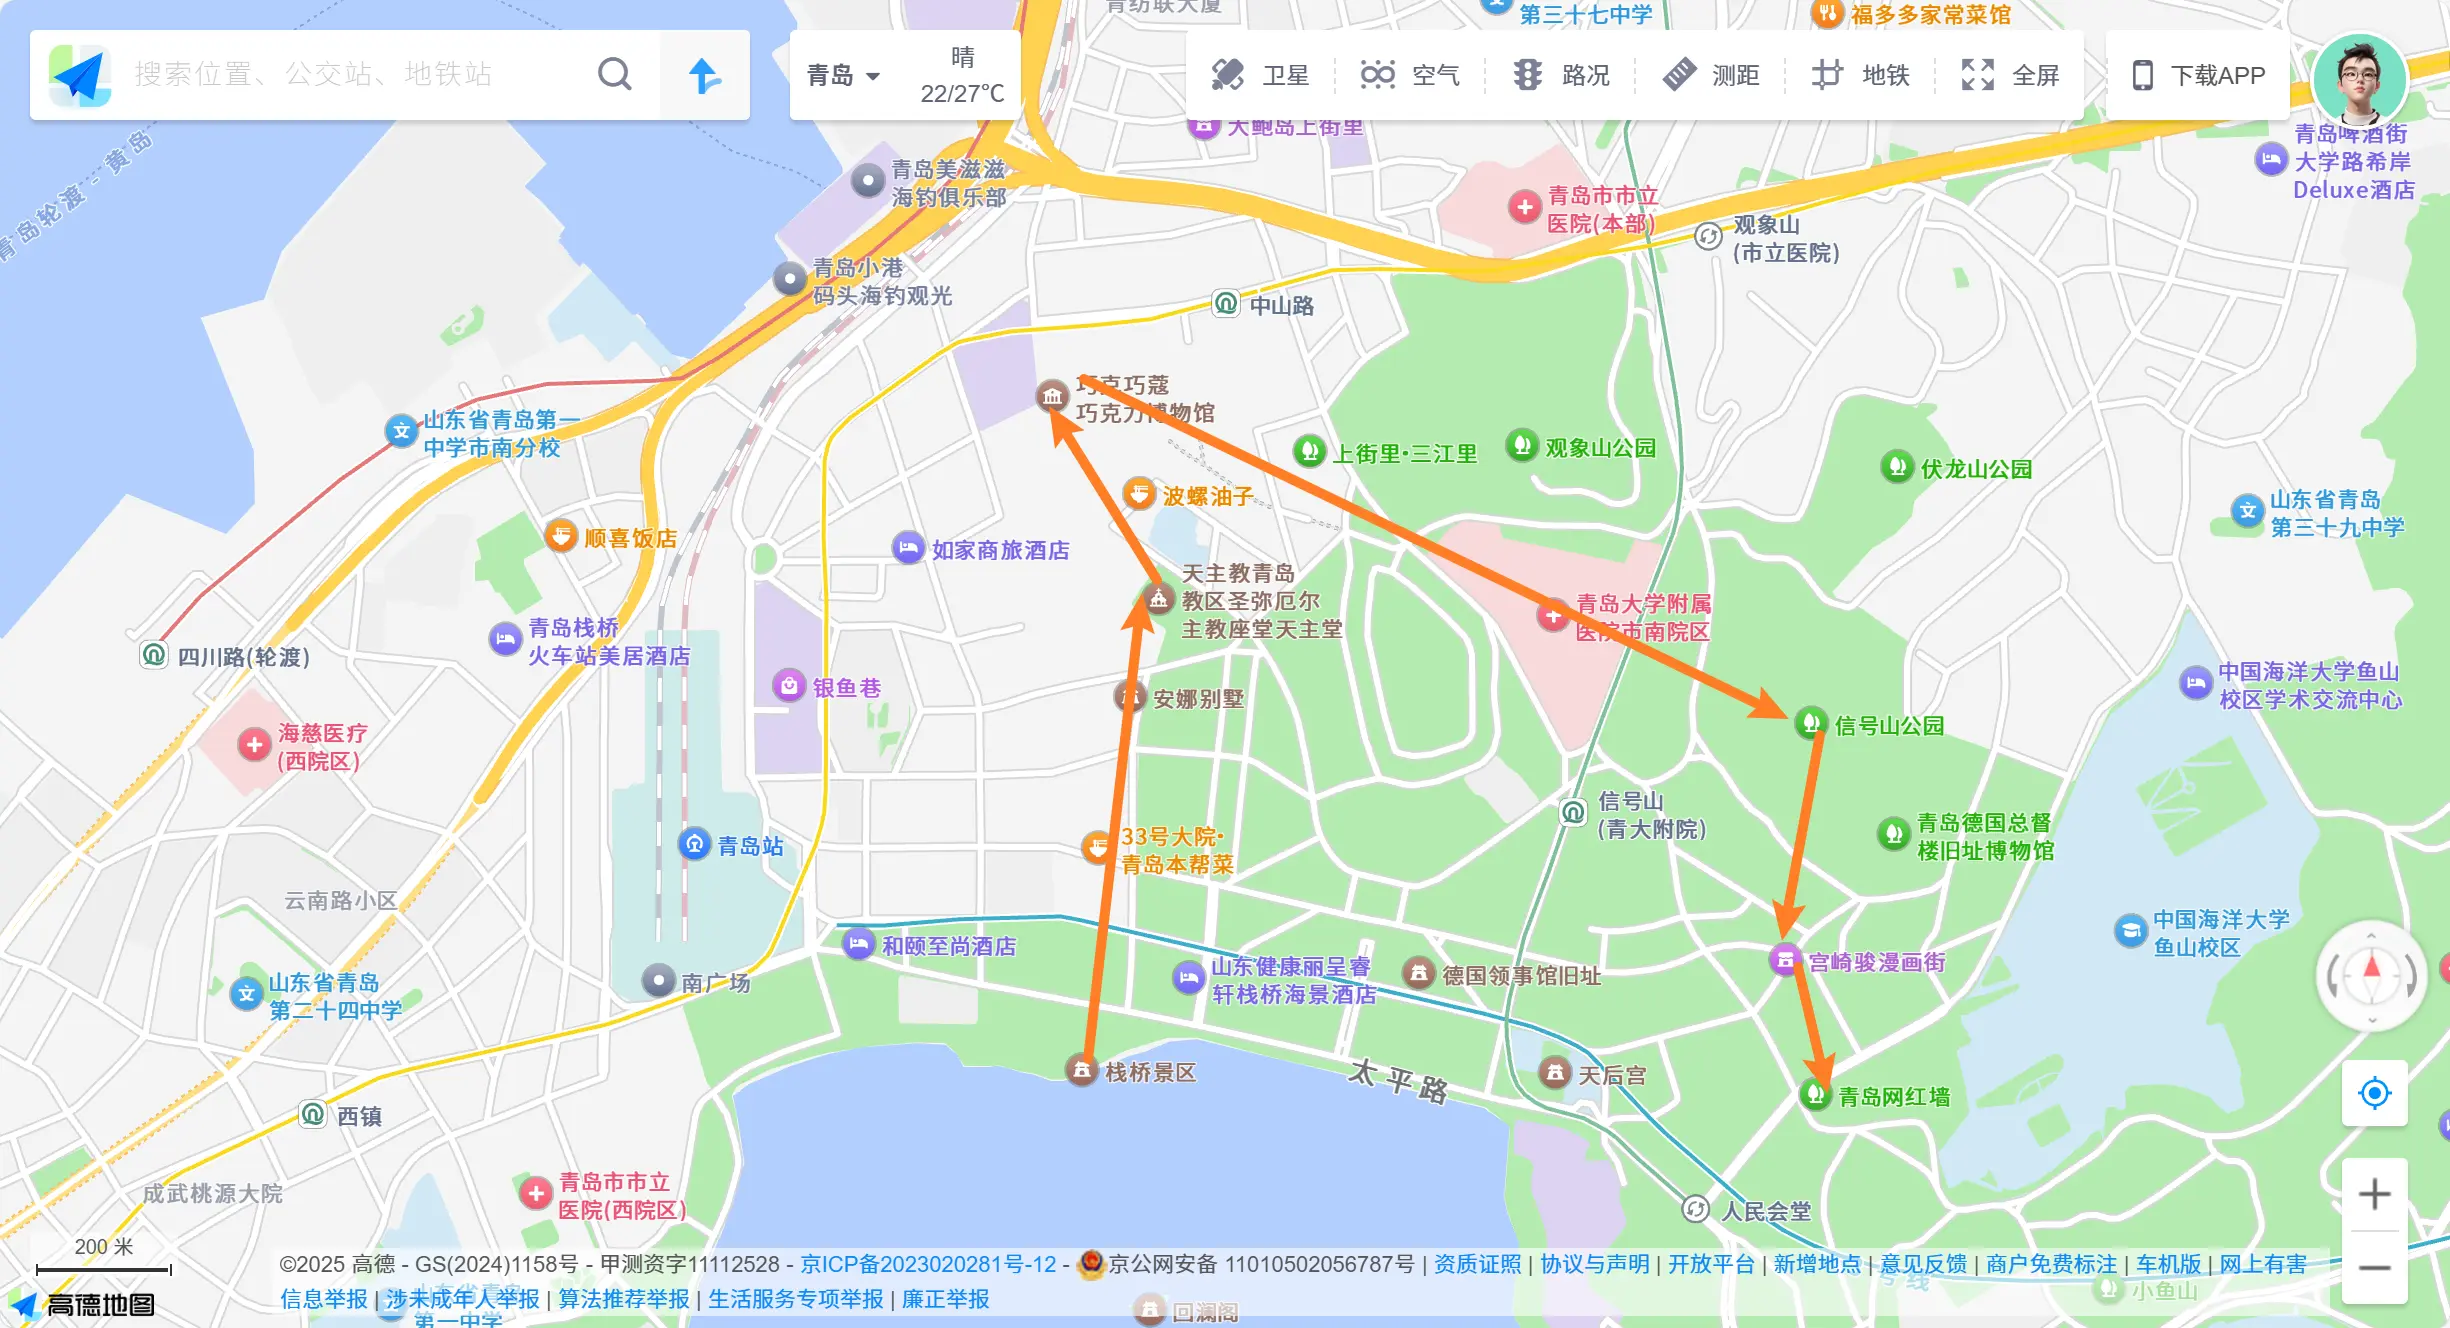 青纺联大厦
第三十七中学
福多多家常菜馆
搜索位置、公交站、地铁站
青岛
晴
22/27℃
卫星
空气
路况
测距
地铁
全屏
下载APP
大鲍岛上街里
青岛啤酒街
大学路希岸
Deluxe酒店
青岛轮渡 - 黄岛
青岛美滋滋
海钓俱乐部
青岛市市立
医院(本部)
观象山
(市立医院)
青岛小港
码头海钓观光
中山路
巧克巧蔻
巧克力博物馆
山东省青岛第一
中学市南分校
上街里·三江里
观象山公园
伏龙山公园
波螺油子
山东省青岛
第三十九中学
顺喜饭店
如家商旅酒店
天主教青岛
教区圣弥厄尔
主教座堂天主堂
青岛大学附属
医院市南院区
青岛栈桥
火车站美居酒店
四川路(轮渡)
银鱼巷
安娜别墅
中国海洋大学鱼山
校区学术交流中心
海慈医疗
(西院区)
信号山公园
信号山
(青大附院)
青岛德国总督
楼旧址博物馆
33号大院·
青岛本帮菜
青岛站
云南路小区
中国海洋大学
鱼山校区
和颐至尚酒店
山东健康丽呈睿
轩栈桥海景酒店
德国领事馆旧址
宫崎骏漫画街
南广场
山东省青岛
第二十四中学
栈桥景区
太平路
天后宫
青岛网红墙
西镇
成武桃源大院
青岛市市立
医院(西院区)
人民会堂
200 米
©2025 高德 - GS(2024)1158号 - 甲测资字11112528 - 京ICP备2023020281号-12 - 京公网安备 11010502056787号 | 资质证照 | 协议与声明 | 开放平台 | 新增地点 | 意见反馈 | 商户免费标注 | 车机版 | 网上有害
信息举报 | 涉未成年人举报 | 算法推荐举报 | 生活服务专项举报 | 廉正举报
高德地图
山东省青岛
第一中学
回澜阁
小鱼山
号线